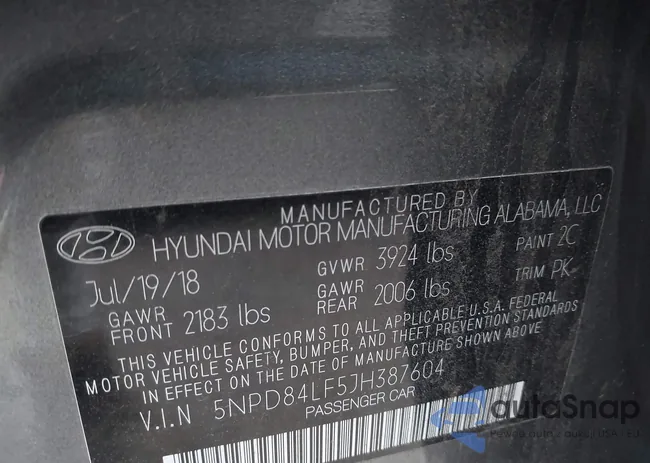 MANUFACTURED BY
HYUNDAI MOTOR MANUFACTURING ALABAMA, LLC
Jul/19/18 GVWR 3924 lbs PAINT 2C
GAWR FRONT 2183 lbs GAWR REAR 2006 lbs TRIM PK
THIS VEHICLE CONFORMS TO ALL APPLICABLE U.S.A. FEDERAL
MOTOR VEHICLE SAFETY, BUMPER, AND THEFT PREVENTION STANDARDS
IN EFFECT ON THE DATE OF MANUFACTURE SHOWN ABOVE.
V.I.N 5NPD84LF5JH387604
PASSENGER CAR
autoSnap